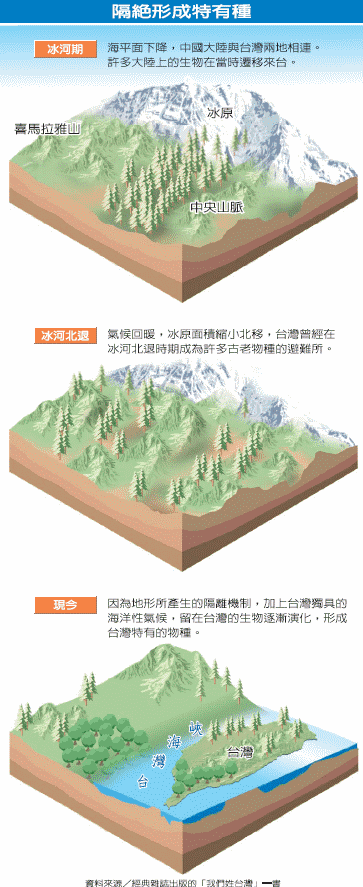 隔絕形成特有種
冰河期
海平面下降，中國大陸與台灣兩地相連。
許多大陸上的生物在當時遷移來台。
冰原
喜馬拉雅山
中央山脈
冰河北退
氣候回暖，冰原面積縮小北移，台灣曾經在
冰河北退時期成為許多古老物種的避難所。
現今
因為地形所產生的隔離機制，加上台灣獨具的
海洋性氣候，留在台灣的生物逐漸演化，形成
台灣特有的物種。
台灣海峽
台灣
資料來源／經典雜誌出版的「我們姓台灣」一書